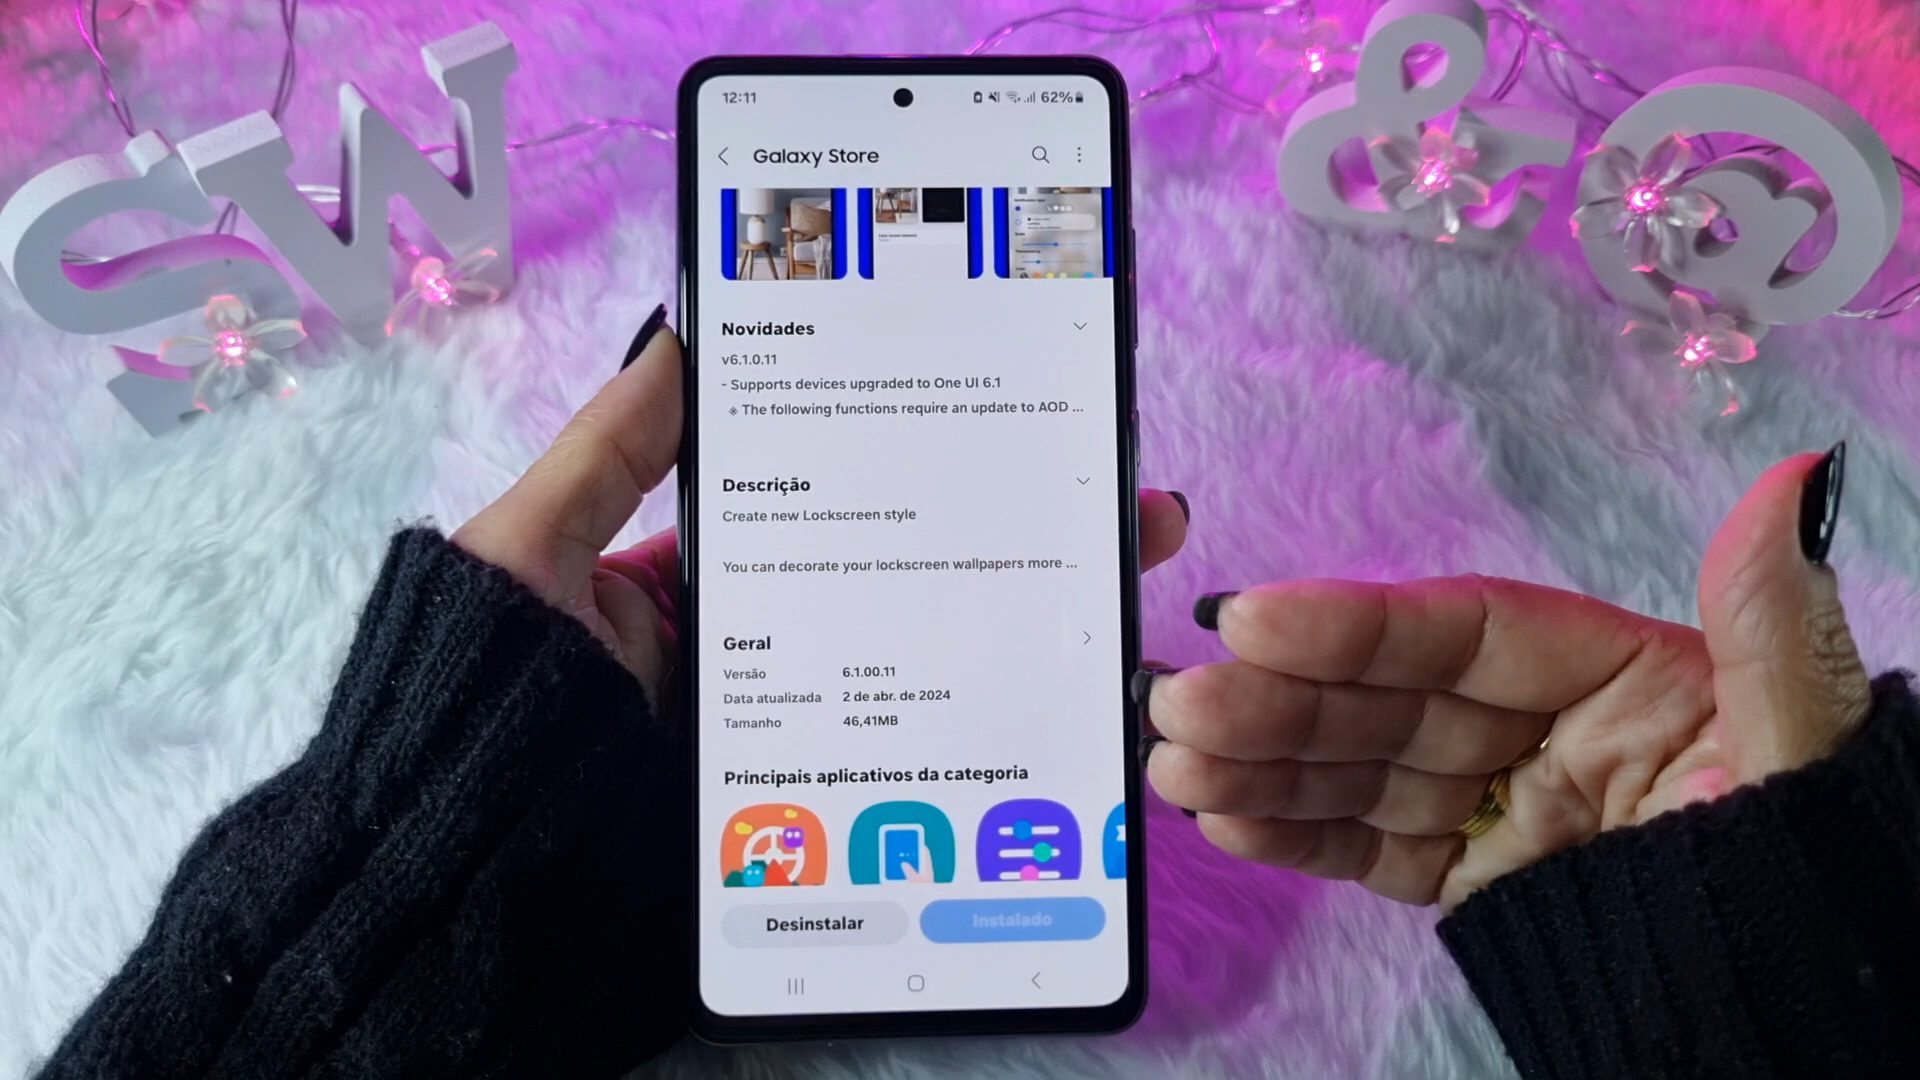 12:11
62%
Galaxy Store
Novidades
v6.1.0.11
- Supports devices upgraded to One UI 6.1
※ The following functions require an update to AOD ...
Descrição
Create new Lockscreen style
You can decorate your lockscreen wallpapers more ...
Geral
Versão 6.1.00.11
Data atualizada 2 de abr. de 2024
Tamanho 46,41MB
Principais aplicativos da categoria
Desinstalar Instalado